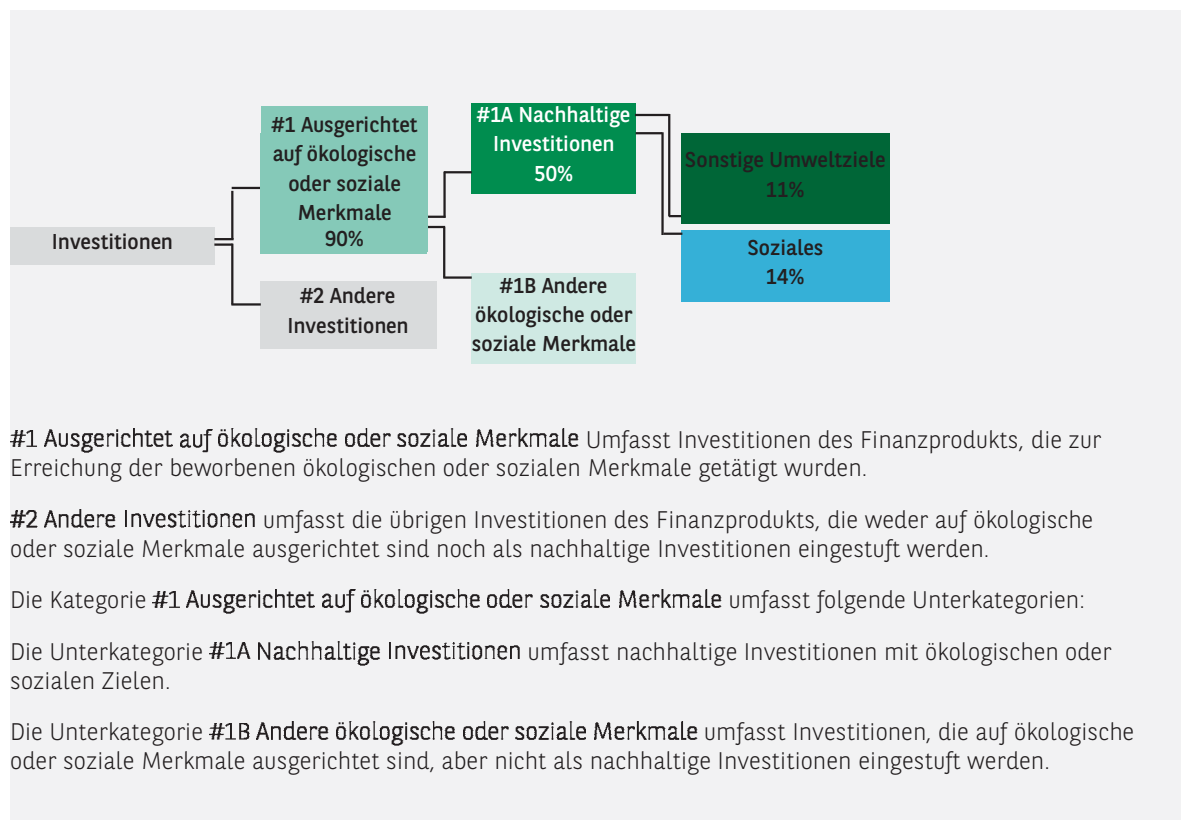 #1 Ausgerichtet
auf ökologische
oder soziale
Merkmale
90%
#1A Nachhaltige
Investitionen
50%
Sonstige Umweltziele
11%
Investitionen
Soziales
14%
#2 Andere
Investitionen
#1B Andere
ökologische oder
soziale Merkmale
#1 Ausgerichtet auf ökologische oder soziale Merkmale Umfasst Investitionen des Finanzprodukts, die zur
Erreichung der beworbenen ökologischen oder sozialen Merkmale getätigt wurden.
#2 Andere Investitionen umfasst die übrigen Investitionen des Finanzprodukts, die weder auf ökologische
oder soziale Merkmale ausgerichtet sind noch als nachhaltige Investitionen eingestuft werden.
Die Kategorie #1 Ausgerichtet auf ökologische oder soziale Merkmale umfasst folgende Unterkategorien:
Die Unterkategorie #1A Nachhaltige Investitionen umfasst nachhaltige Investitionen mit ökologischen oder
sozialen Zielen.
Die Unterkategorie #1B Andere ökologische oder soziale Merkmale umfasst Investitionen, die auf ökologische
oder soziale Merkmale ausgerichtet sind, aber nicht als nachhaltige Investitionen eingestuft werden.